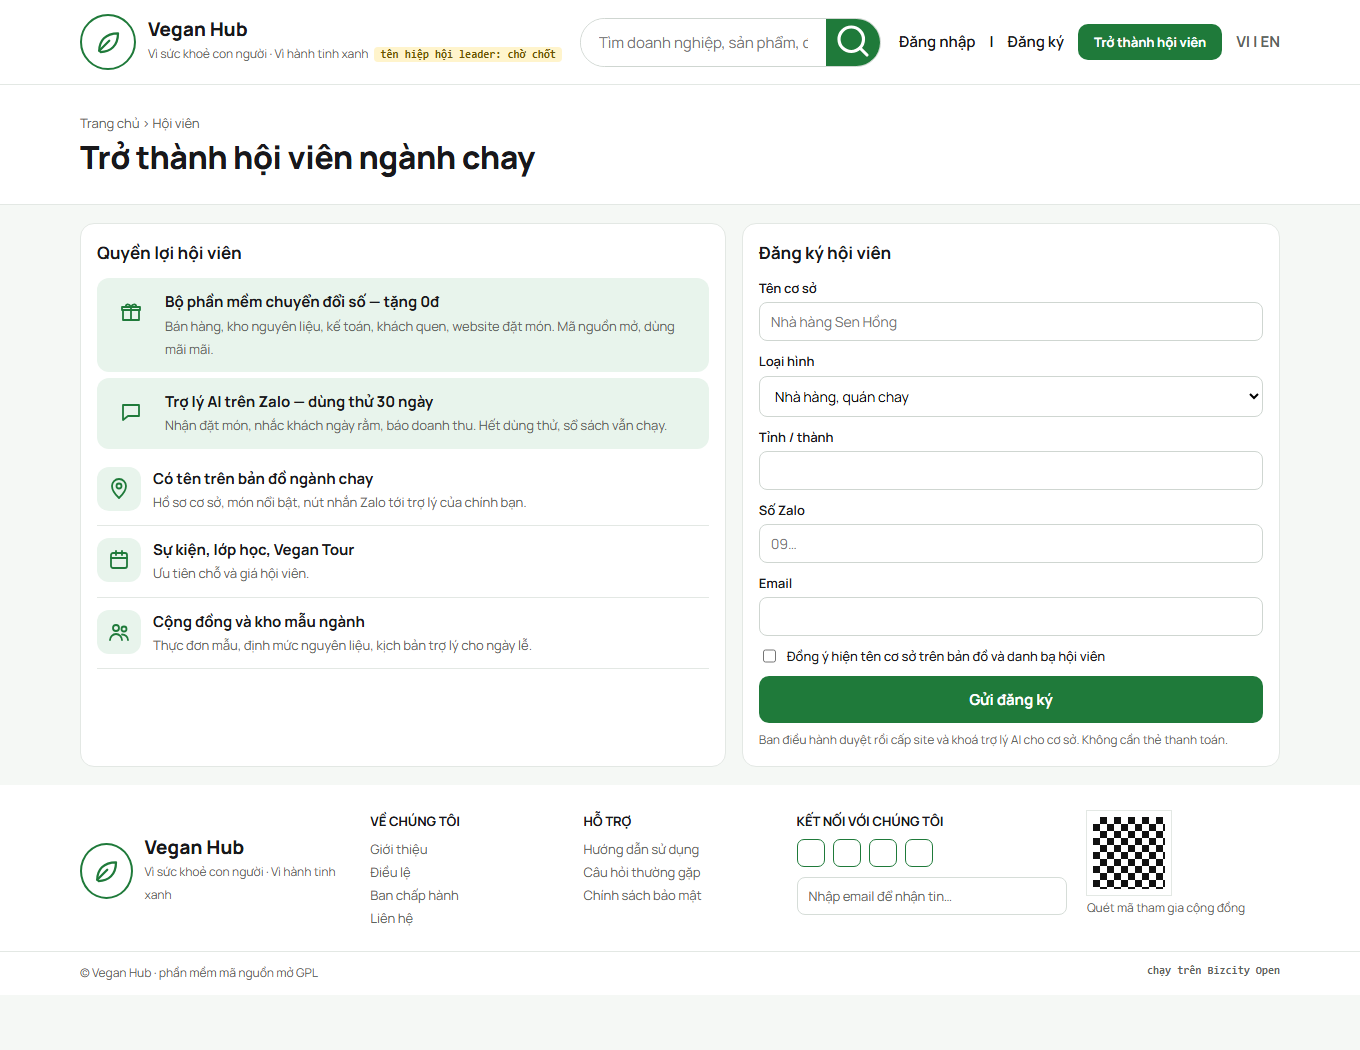 Vegan Hub
Vì sức khoẻ con người · Vì hành tinh xanh tên hiệp hội leader: chờ chốt
Tìm doanh nghiệp, sản phẩm, c
Đăng nhập | Đăng ký
Trở thành hội viên
VI | EN
Trang chủ › Hội viên
Trở thành hội viên ngành chay
Quyền lợi hội viên
Bộ phần mềm chuyển đổi số — tặng 0đ
Bán hàng, kho nguyên liệu, kế toán, khách quen, website đặt món. Mã nguồn mở, dùng
mãi mãi.
Trợ lý AI trên Zalo — dùng thử 30 ngày
Nhận đặt món, nhắc khách ngày rằm, báo doanh thu. Hết dùng thử, sổ sách vẫn chạy.
Có tên trên bản đồ ngành chay
Hồ sơ cơ sở, món nổi bật, nút nhắn Zalo tới trợ lý của chính bạn.
Sự kiện, lớp học, Vegan Tour
Ưu tiên chỗ và giá hội viên.
Cộng đồng và kho mẫu ngành
Thực đơn mẫu, định mức nguyên liệu, kịch bản trợ lý cho ngày lễ.
Đăng ký hội viên
Tên cơ sở
Nhà hàng Sen Hồng
Loại hình
Nhà hàng, quán chay
Tỉnh / thành
Số Zalo
09...
Email
Đồng ý hiện tên cơ sở trên bản đồ và danh bạ hội viên
Gửi đăng ký
Ban điều hành duyệt rồi cấp site và khoá trợ lý AI cho cơ sở. Không cần thẻ thanh toán.
Vegan Hub
Vì sức khoẻ con người · Vì hành tinh
xanh
VỀ CHÚNG TÔI
Giới thiệu
Điều lệ
Ban chấp hành
Liên hệ
HỖ TRỢ
Hướng dẫn sử dụng
Câu hỏi thường gặp
Chính sách bảo mật
KẾT NỐI VỚI CHÚNG TÔI
Nhập email để nhận tin...
Quét mã tham gia cộng đồng
© Vegan Hub · phần mềm mã nguồn mở GPL
chạy trên Bizcity Open